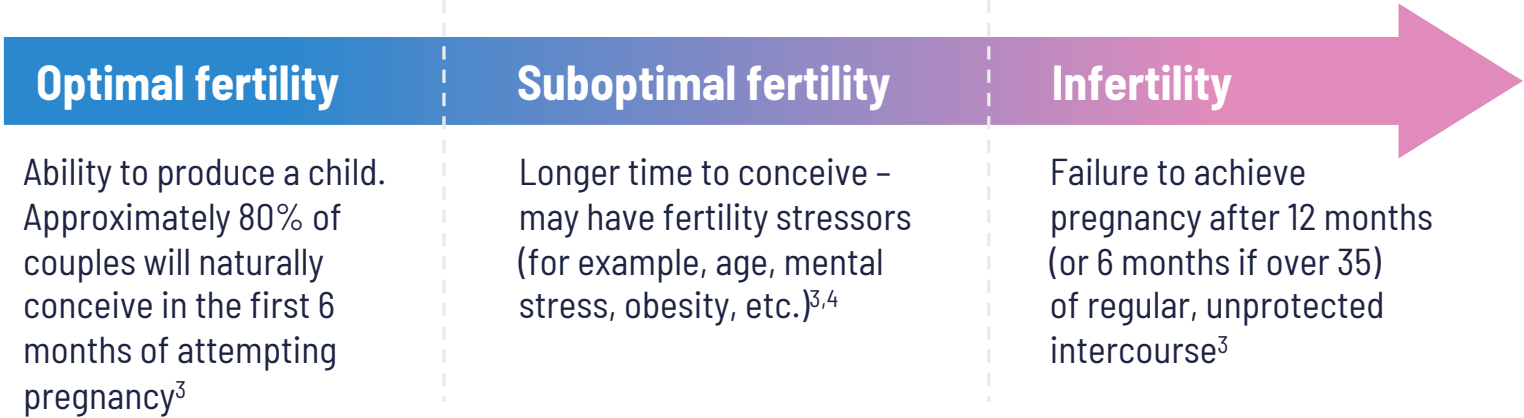 Optimal fertility
Ability to produce a child.
Approximately 80% of
couples will naturally
conceive in the first 6
months of attempting
pregnancy³
Suboptimal fertility
Longer time to conceive –
may have fertility stressors
(for example, age, mental
stress, obesity, etc.)³,⁴
Infertility
Failure to achieve
pregnancy after 12 months
(or 6 months if over 35)
of regular, unprotected
intercourse³